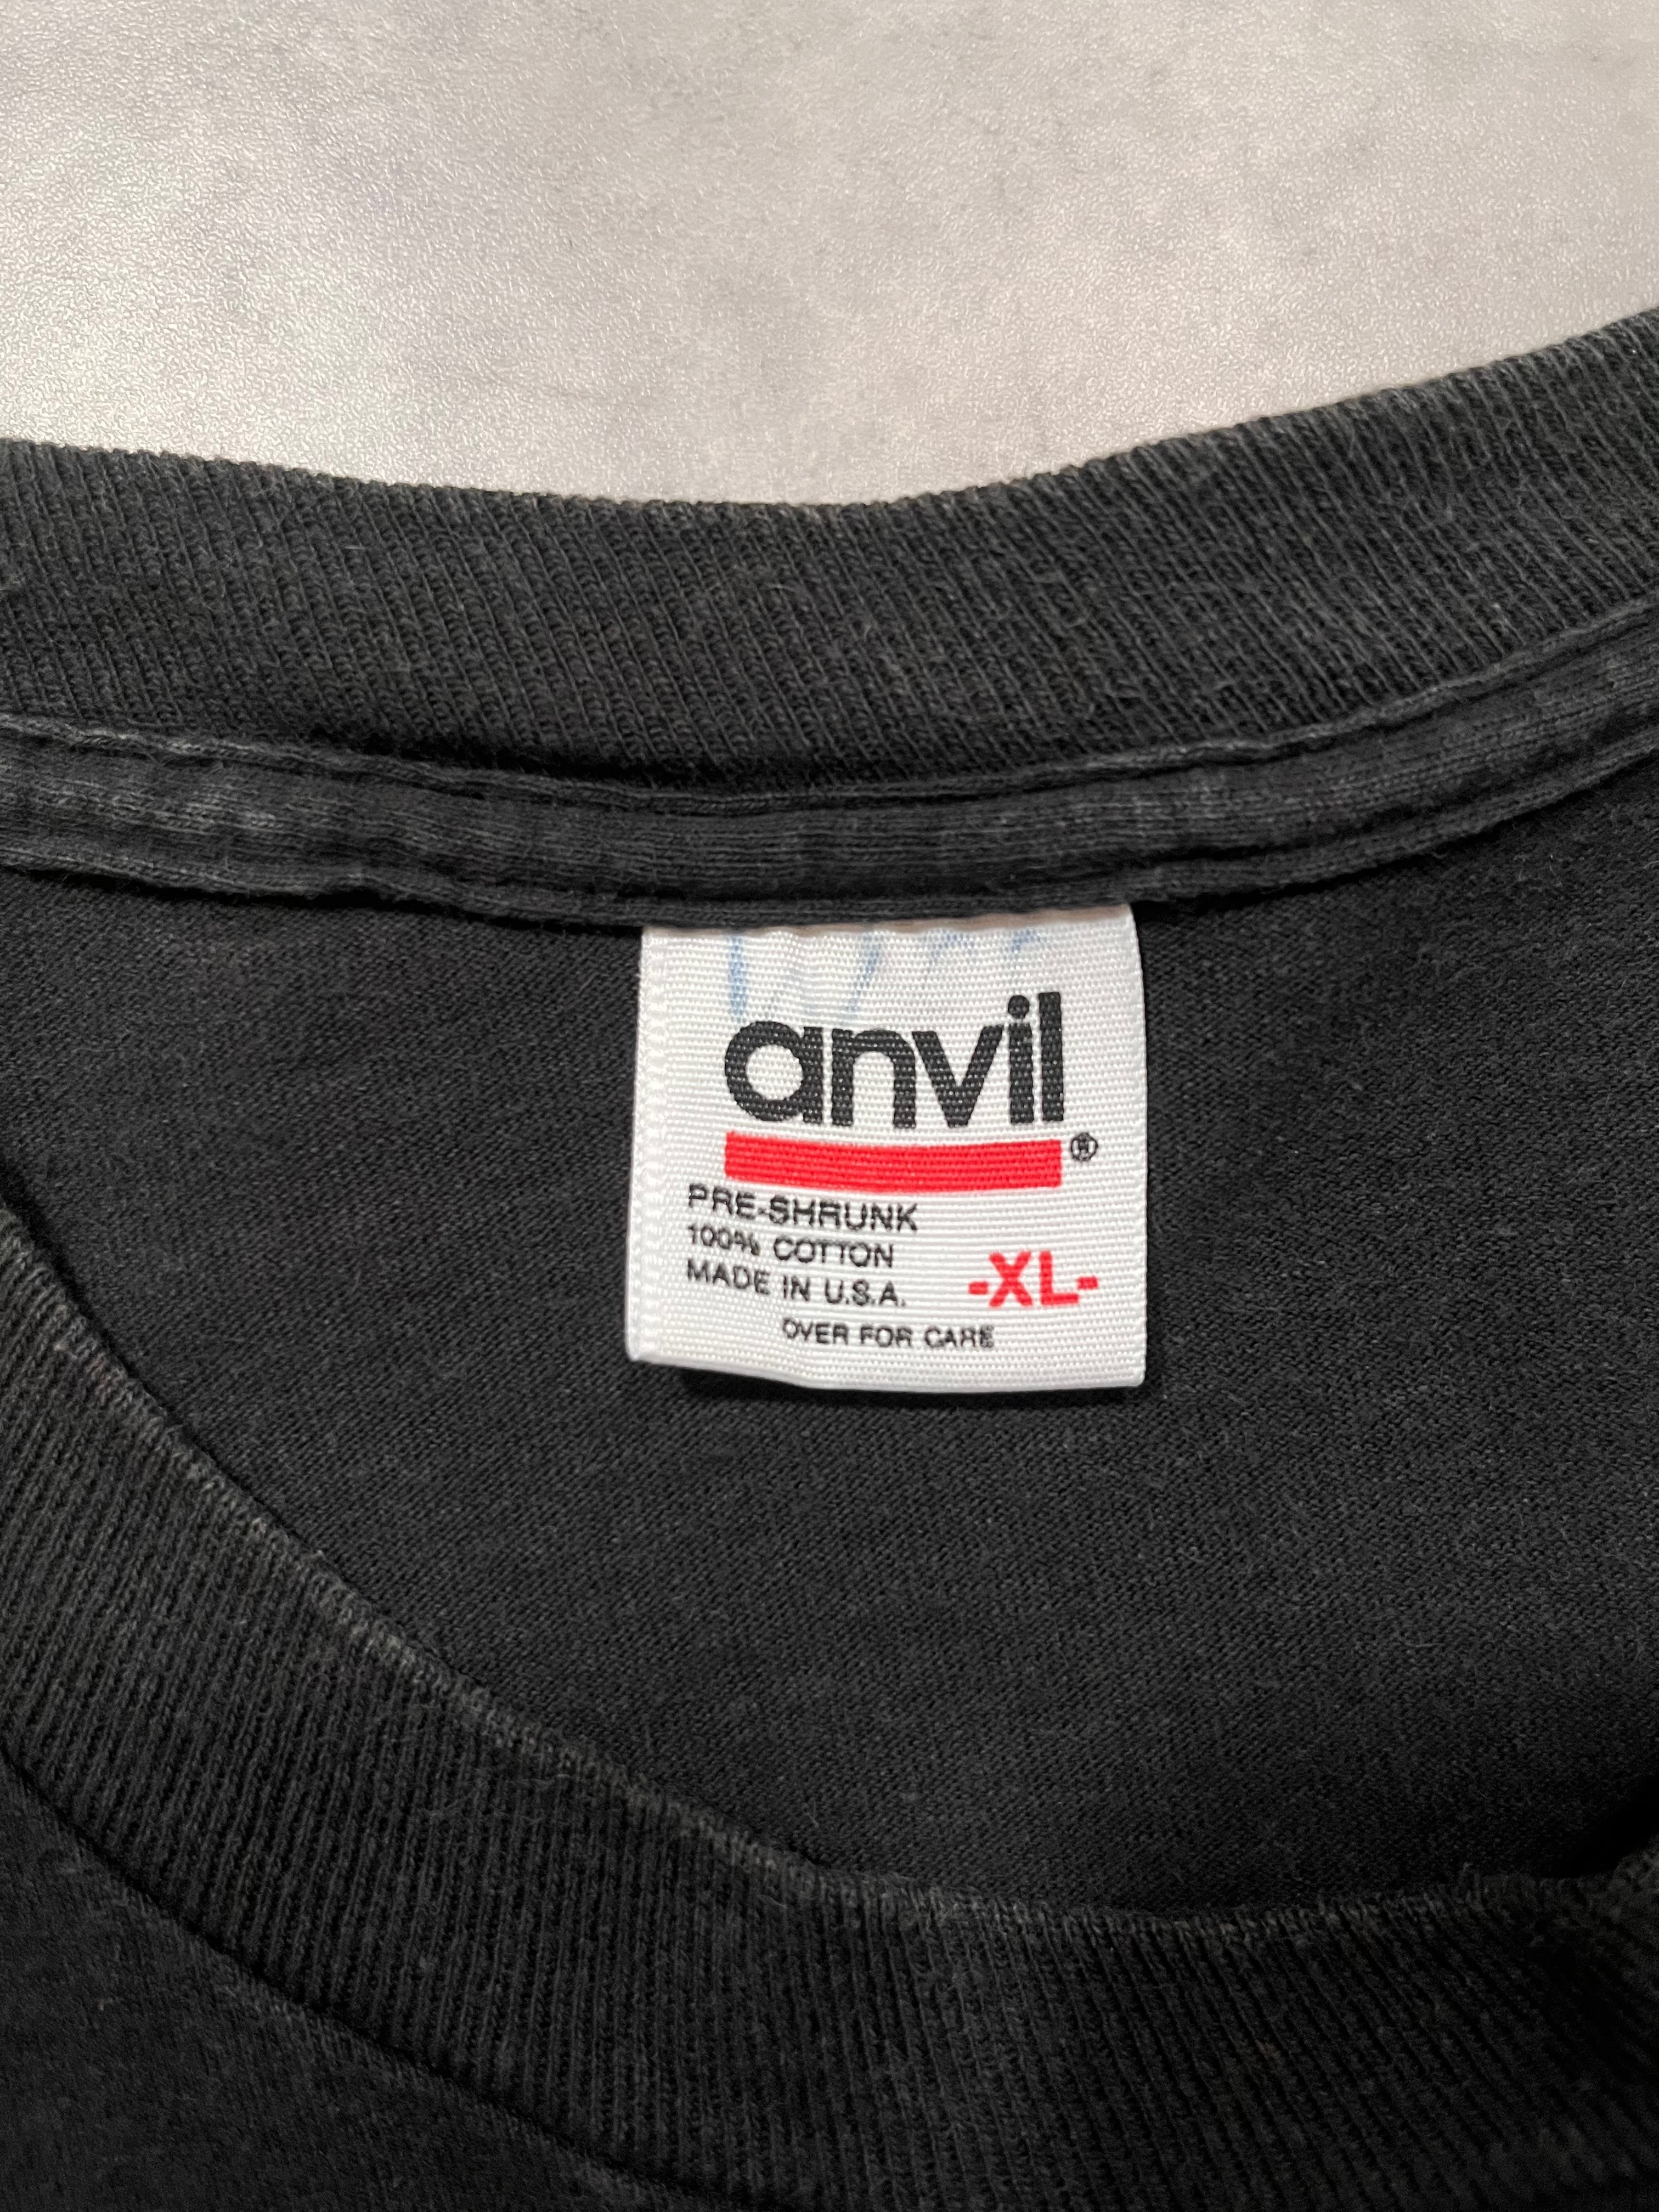 anvil
®
PRE-SHRUNK
100% COTTON
MADE IN U.S.A.
-XL-
OVER FOR CARE